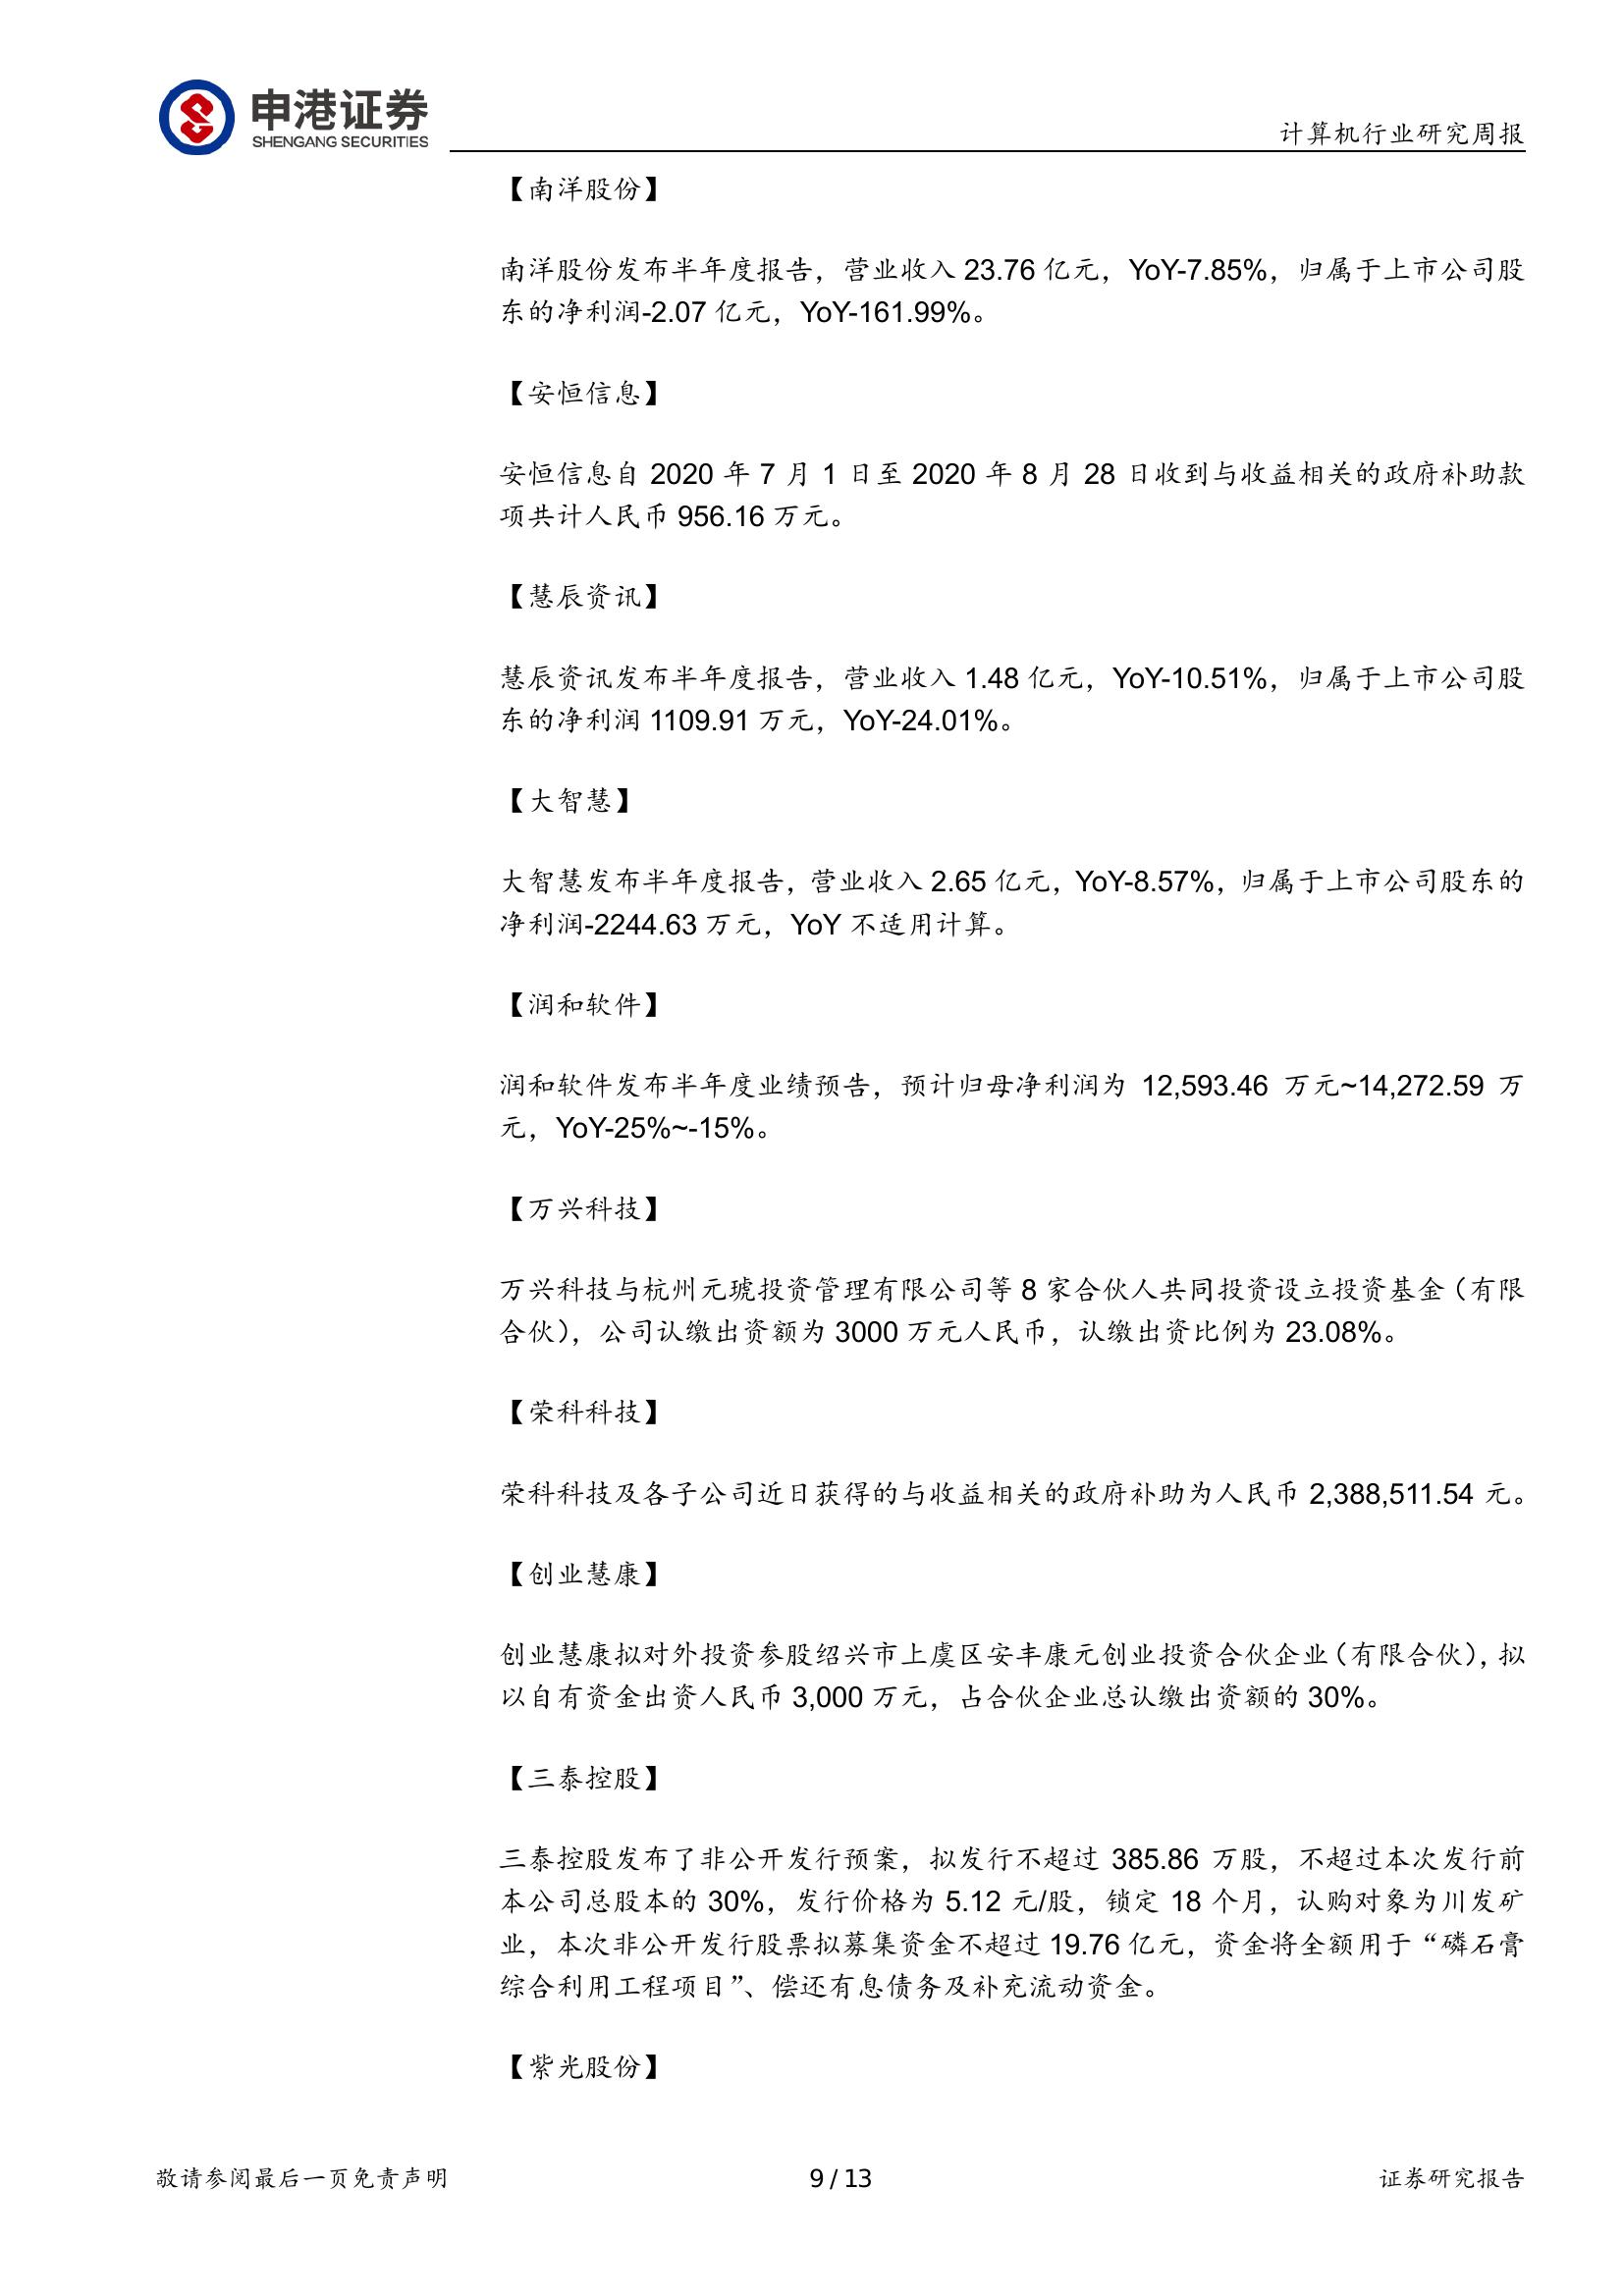 申港证券
SHENGANG SECURITIES
计算机行业研究周报
【南洋股份】
南洋股份发布半年度报告，营业收入 23.76 亿元，YoY-7.85%，归属于上市公司股
东的净利润-2.07 亿元，YoY-161.99%。
【安恒信息】
安恒信息自 2020 年 7 月 1 日至 2020 年 8 月 28 日收到与收益相关的政府补助款
项共计人民币 956.16 万元。
【慧辰资讯】
慧辰资讯发布半年度报告，营业收入 1.48 亿元，YoY-10.51%，归属于上市公司股
东的净利润 1109.91 万元，YoY-24.01%。
【大智慧】
大智慧发布半年度报告，营业收入 2.65 亿元，YoY-8.57%，归属于上市公司股东的
净利润-2244.63 万元，YoY 不适用计算。
【润和软件】
润和软件发布半年度业绩预告，预计归母净利润为 12,593.46 万元~14,272.59 万
元，YoY-25%~-15%。
【万兴科技】
万兴科技与杭州元琥投资管理有限公司等 8 家合伙人共同投资设立投资基金（有限
合伙），公司认缴出资额为 3000 万元人民币，认缴出资比例为 23.08%。
【荣科科技】
荣科科技及各子公司近日获得的与收益相关的政府补助为人民币 2,388,511.54 元。
【创业慧康】
创业慧康拟对外投资参股绍兴市上虞区安丰康元创业投资合伙企业（有限合伙），拟
以自有资金出资人民币 3,000 万元，占合伙企业总认缴出资额的 30%。
【三泰控股】
三泰控股发布了非公开发行预案，拟发行不超过 385.86 万股，不超过本次发行前
本公司总股本的 30%，发行价格为 5.12 元/股，锁定 18 个月，认购对象为川发矿
业，本次非公开发行股票拟募集资金不超过 19.76 亿元，资金将全额用于“磷石膏
综合利用工程项目”、偿还有息债务及补充流动资金。
【紫光股份】
敬请参阅最后一页免责声明
9 / 13
证券研究报告